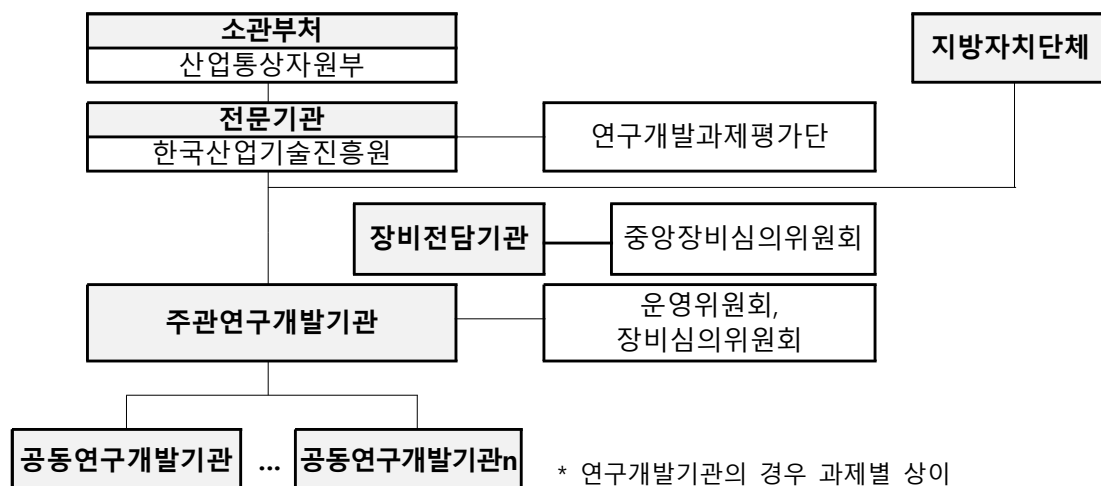 소관부처
산업통상자원부
지방자치단체
전문기관
한국산업기술진흥원
연구개발과제평가단
장비전담기관
중앙장비심의위원회
주관연구개발기관
운영위원회,
장비심의위원회
공동연구개발기관 ... 공동연구개발기관n
* 연구개발기관의 경우 과제별 상이